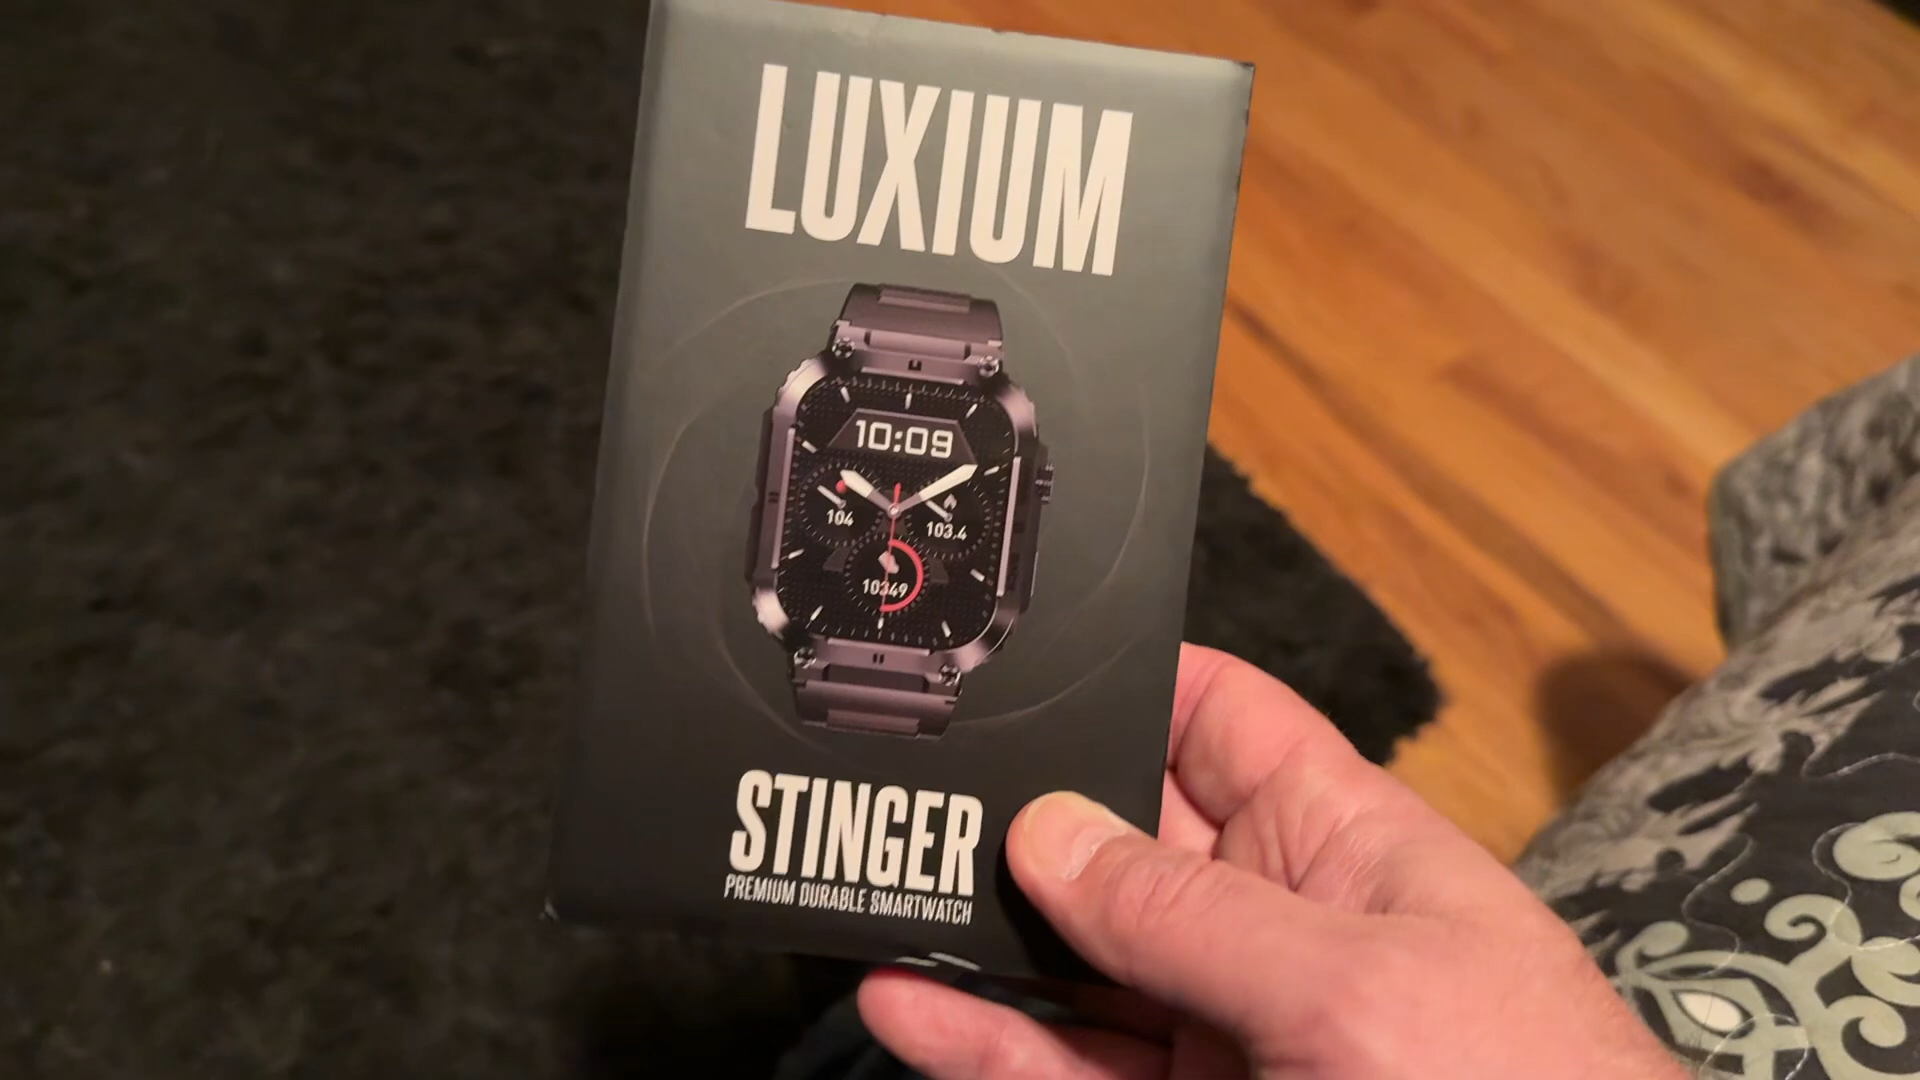 LUXIUM
10:09
104
103.4
10349
STINGER
PREMIUM DURABLE SMARTWATCH